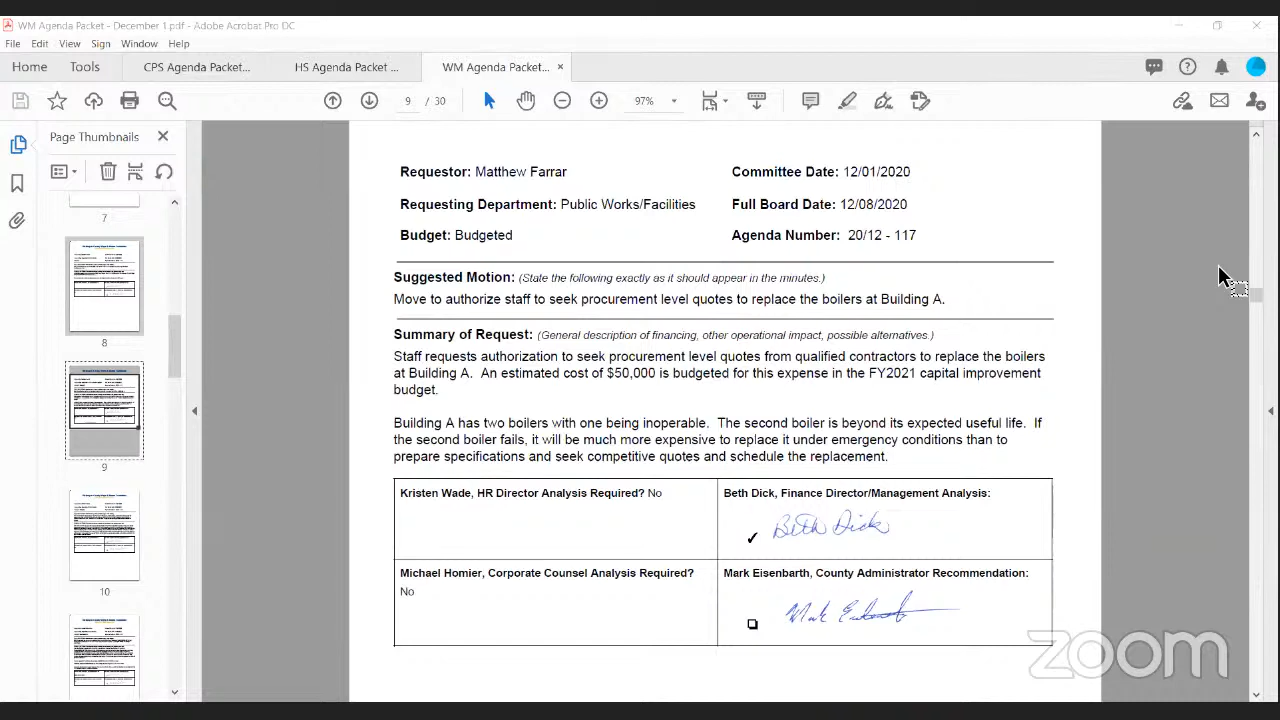 WM Agenda Packet - December 1.pdf - Adobe Acrobat Pro DC
File Edit View Sign Window Help
Home Tools CPS Agenda Packet... HS Agenda Packet ... WM Agenda Packet... ×
9 / 30 97%
Page Thumbnails
7
8
9
10
Requestor: Matthew Farrar Committee Date: 12/01/2020
Requesting Department: Public Works/Facilities Full Board Date: 12/08/2020
Budget: Budgeted Agenda Number: 20/12 - 117
Suggested Motion: (State the following exactly as it should appear in the minutes.)
Move to authorize staff to seek procurement level quotes to replace the boilers at Building A.
Summary of Request: (General description of financing, other operational impact, possible alternatives.)
Staff requests authorization to seek procurement level quotes from qualified contractors to replace the boilers
at Building A. An estimated cost of $50,000 is budgeted for this expense in the FY2021 capital improvement
budget.
Building A has two boilers with one being inoperable. The second boiler is beyond its expected useful life. If
the second boiler fails, it will be much more expensive to replace it under emergency conditions than to
prepare specifications and seek competitive quotes and schedule the replacement.
Kristen Wade, HR Director Analysis Required? No
Beth Dick, Finance Director/Management Analysis:
Beth Dick
Michael Homier, Corporate Counsel Analysis Required?
No
Mark Eisenbarth, County Administrator Recommendation:
Mark Eisenbarth
zoom